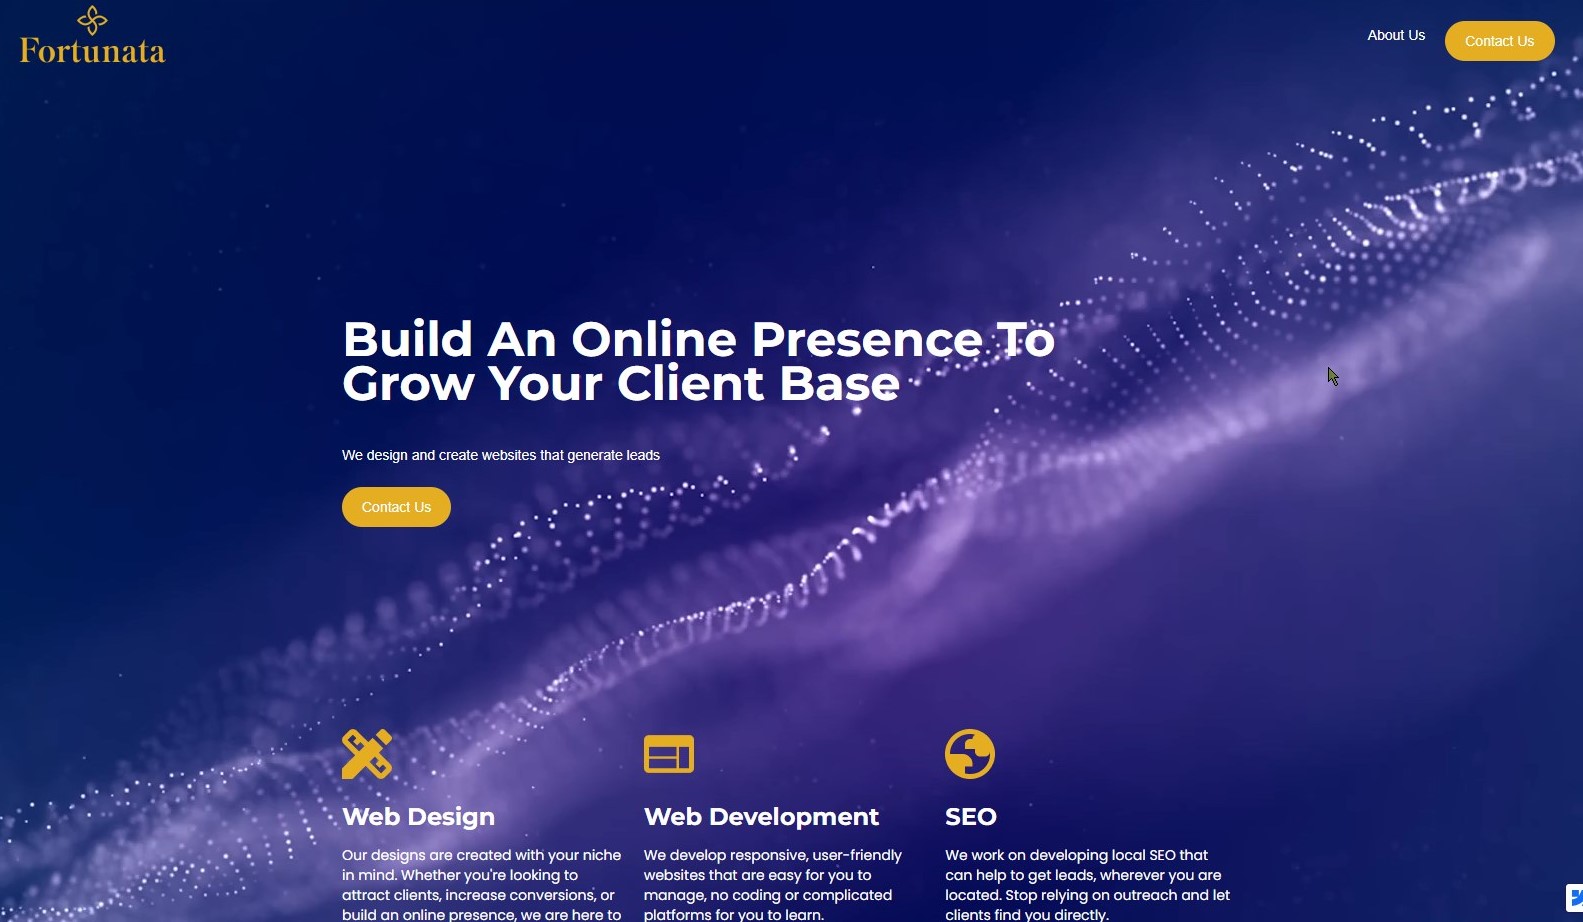 Fortunata
About Us
Contact Us
Build An Online Presence To
Grow Your Client Base
We design and create websites that generate leads
Contact Us
Web Design
Our designs are created with your niche
in mind. Whether you're looking to
attract clients, increase conversions, or
build an online presence, we are here to
Web Development
We develop responsive, user-friendly
websites that are easy for you to
manage, no coding or complicated
platforms for you to learn.
SEO
We work on developing local SEO that
can help to get leads, wherever you are
located. Stop relying on outreach and let
clients find you directly.